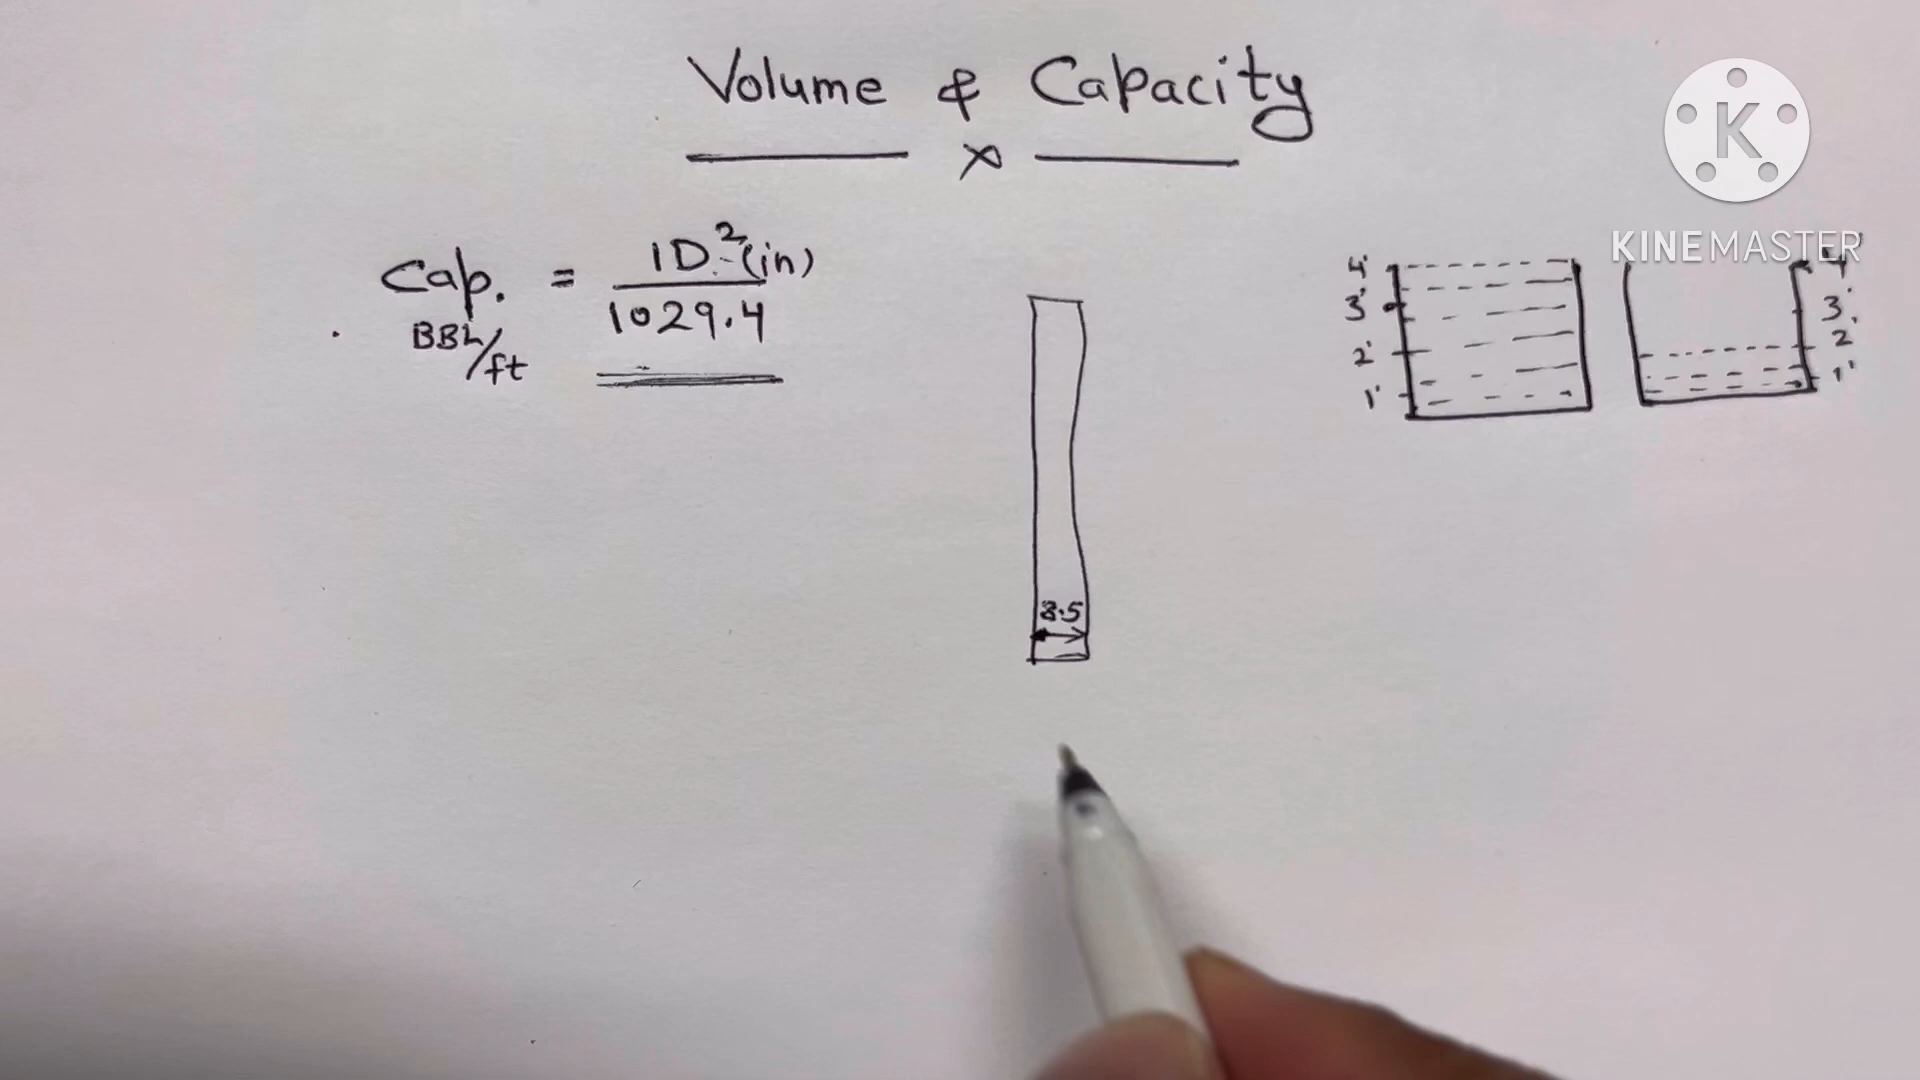 Volume & Capacity
x
Cap. = ID²(in)
BBL/ft 1029.4
8.5
4' 3' 2' 1'
4' 3' 2 1'
K
KINEMASTER